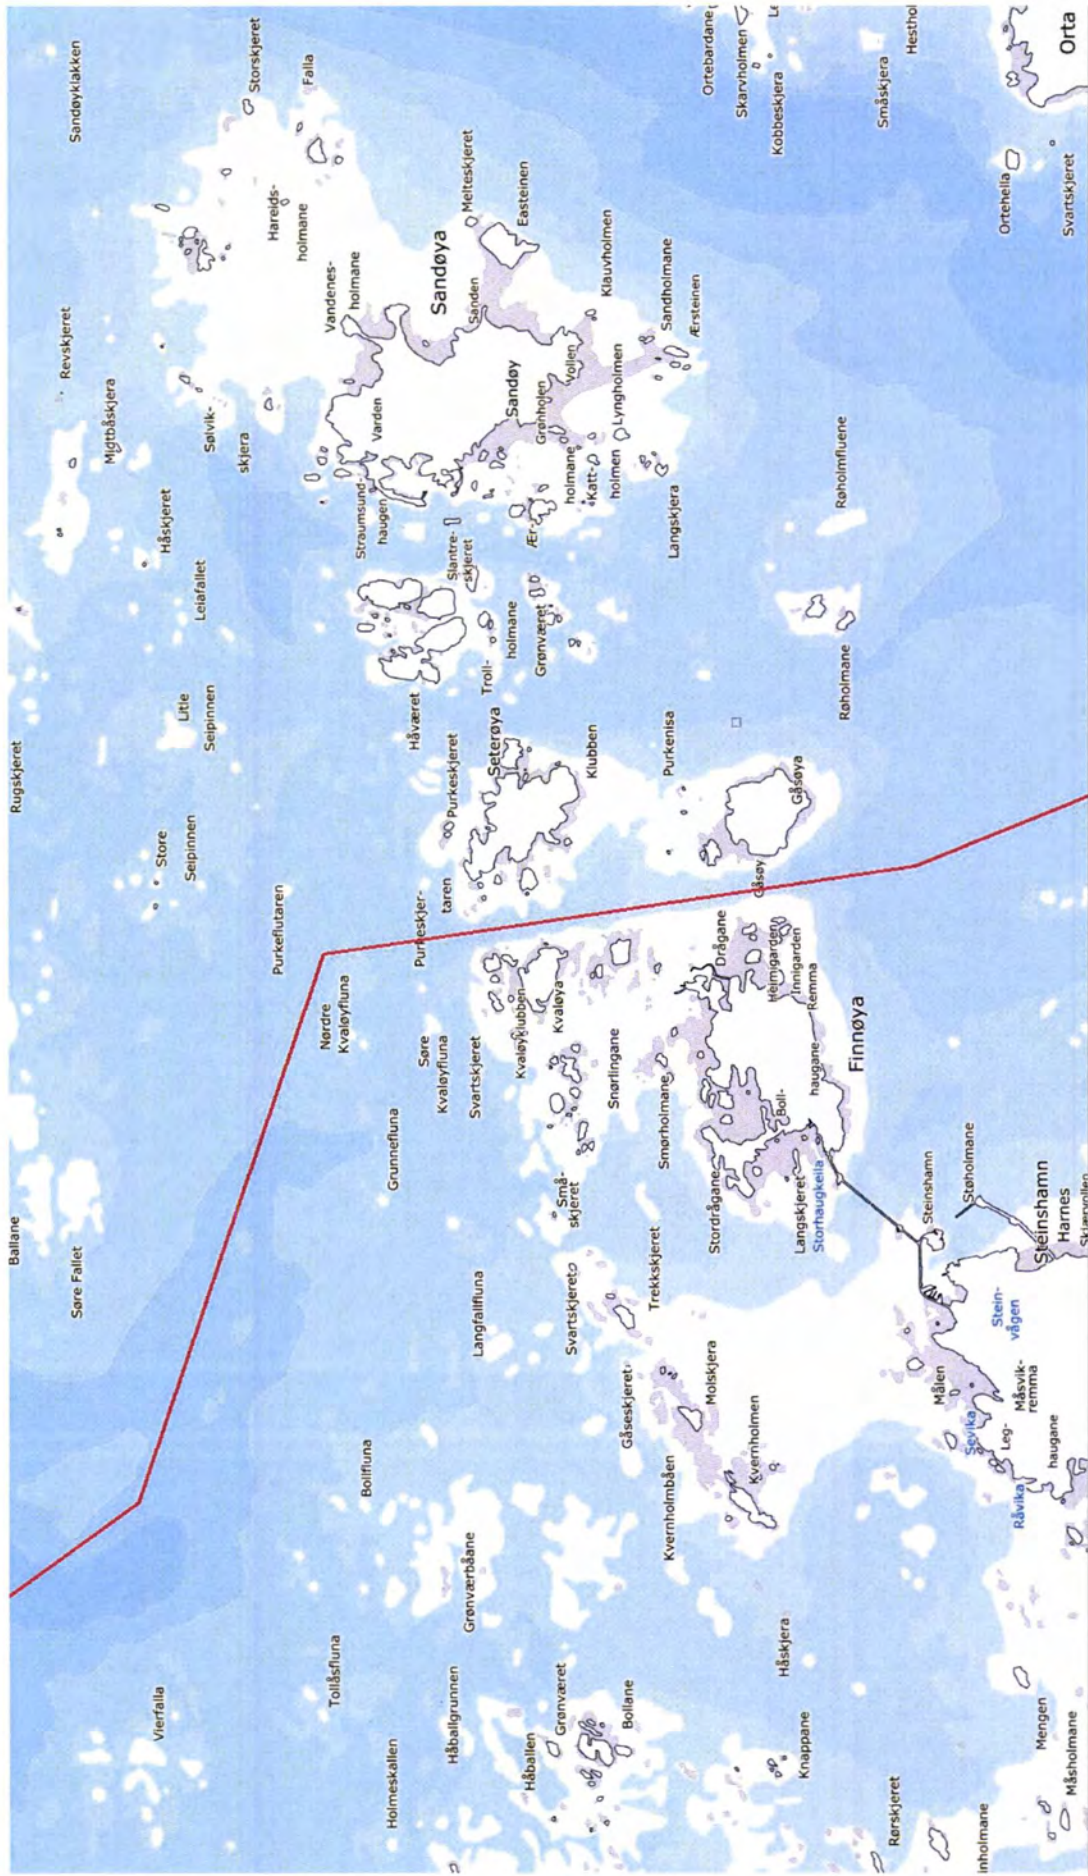 Ballane
Rugskjeret
Søre Fallet
Revskjeret
Sandøyklakken
Migtbåskjera
Vierfalla
Store
Seipinnen
Litle
Seipinnen
Håskjeret
Leiafallet
Sølvik-
skjera
Storskjeret
Falla
Hareids-
holmane
Purkeflutaren
Tollåsfluna
Nørdre
Kvaløyfluna
Vandenes-
holmane
Bollfluna
Straumsund-
haugen
Varden
Holmeskallen
Grunnefluna
Håværet
Purkeskjer-
taren
Søre
Kvaløyfluna
Sandøya
Håballgrunnen
Grønværbåane
Purkeskjeret
Slantre-
skjeret
Langfallfluna
Svartskjeret
Seterøya
Troll-
holmane
Sanden
Melteskjeret
Håballen
Kvaløyklubben
Sandøy
Easteinen
Grønværet
Kvaløya
Grønværet
Ær-
holmane
Grønholen
Små-
skjeret
Svartskjeret
Klubben
Katt-
holmen
Vollen
Klauvholmen
Bollane
Snørlingane
Lyngholmen
Gåseskjeret
Trekkskjeret
Smørholmane
Purkenisa
Langskjera
Sandholmane
Ærsteinen
Kvernholmbåen
Molskjera
Stordrågane
Drågane
Ortebardane
Skarvholmen
Kvernholmen
Gåsøy
Håskjera
Boll-
haugane
Heimigarden
Innigarden
Remma
Gåsøya
Kobbeskjera
Knappane
Langskjeret
Storhaugkeila
Finnøya
Røholmane
Røholmfluene
Småskjera
Rørskjeret
Steinshamn
Hesthol
Målen
Sevika
Leg-
haugane
Støholmane
Stein-
vågen
Ortehella
Råvika
Måsvik-
remma
Steinshamn
Harnes
Mengen
Måsholmane
Svartskjeret
Orta